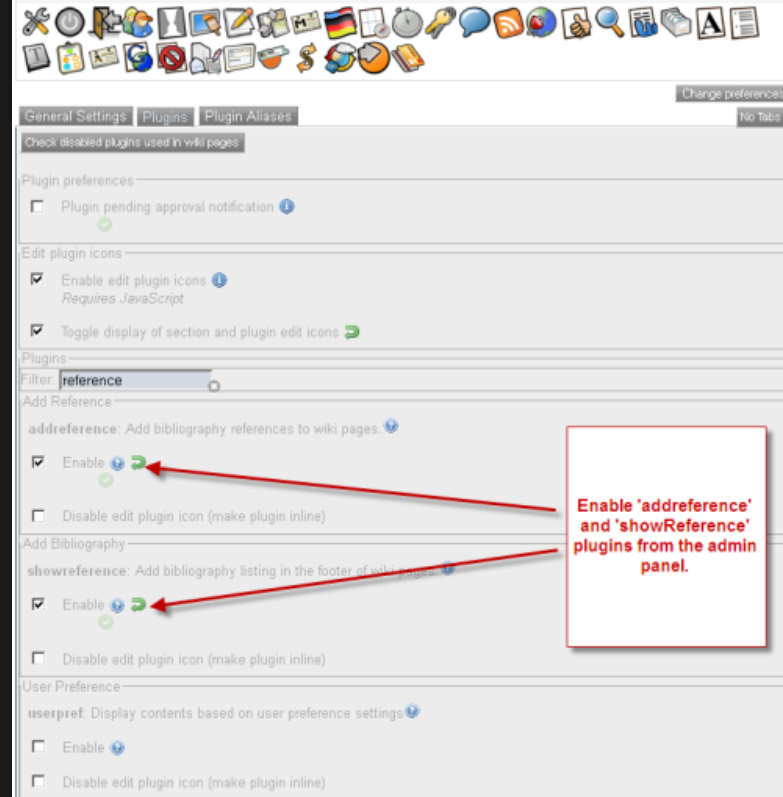 Change preferences
General Settings Plugins Plugin Aliases
No Tabs
Check disabled plugins used in wiki pages
Plugin preferences
Plugin pending approval notification
Edit plugin icons
Enable edit plugin icons
Requires JavaScript
Toggle display of section and plugin edit icons
Plugins
Filter: reference
Add Reference
addreference: Add bibliography references to wiki pages.
Enable
Disable edit plugin icon (make plugin inline)
Enable 'addreference'
and 'showReference'
plugins from the admin
panel.
Add Bibliography
showreference: Add bibliography listing in the footer of wiki pages.
Enable
Disable edit plugin icon (make plugin inline)
User Preference
userpref: Display contents based on user preference settings
Enable
Disable edit plugin icon (make plugin inline)